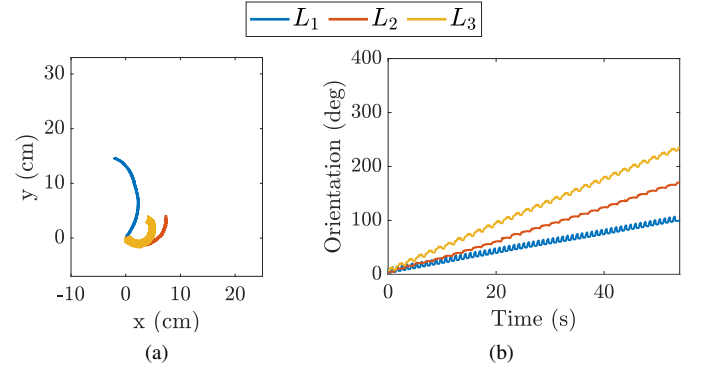 L₁ L₂ L₃
30
20
10
0
y (cm)
-10 0 10 20
x (cm)
(a)
400
300
200
100
0
Orientation (deg)
0 20 40
Time (s)
(b)